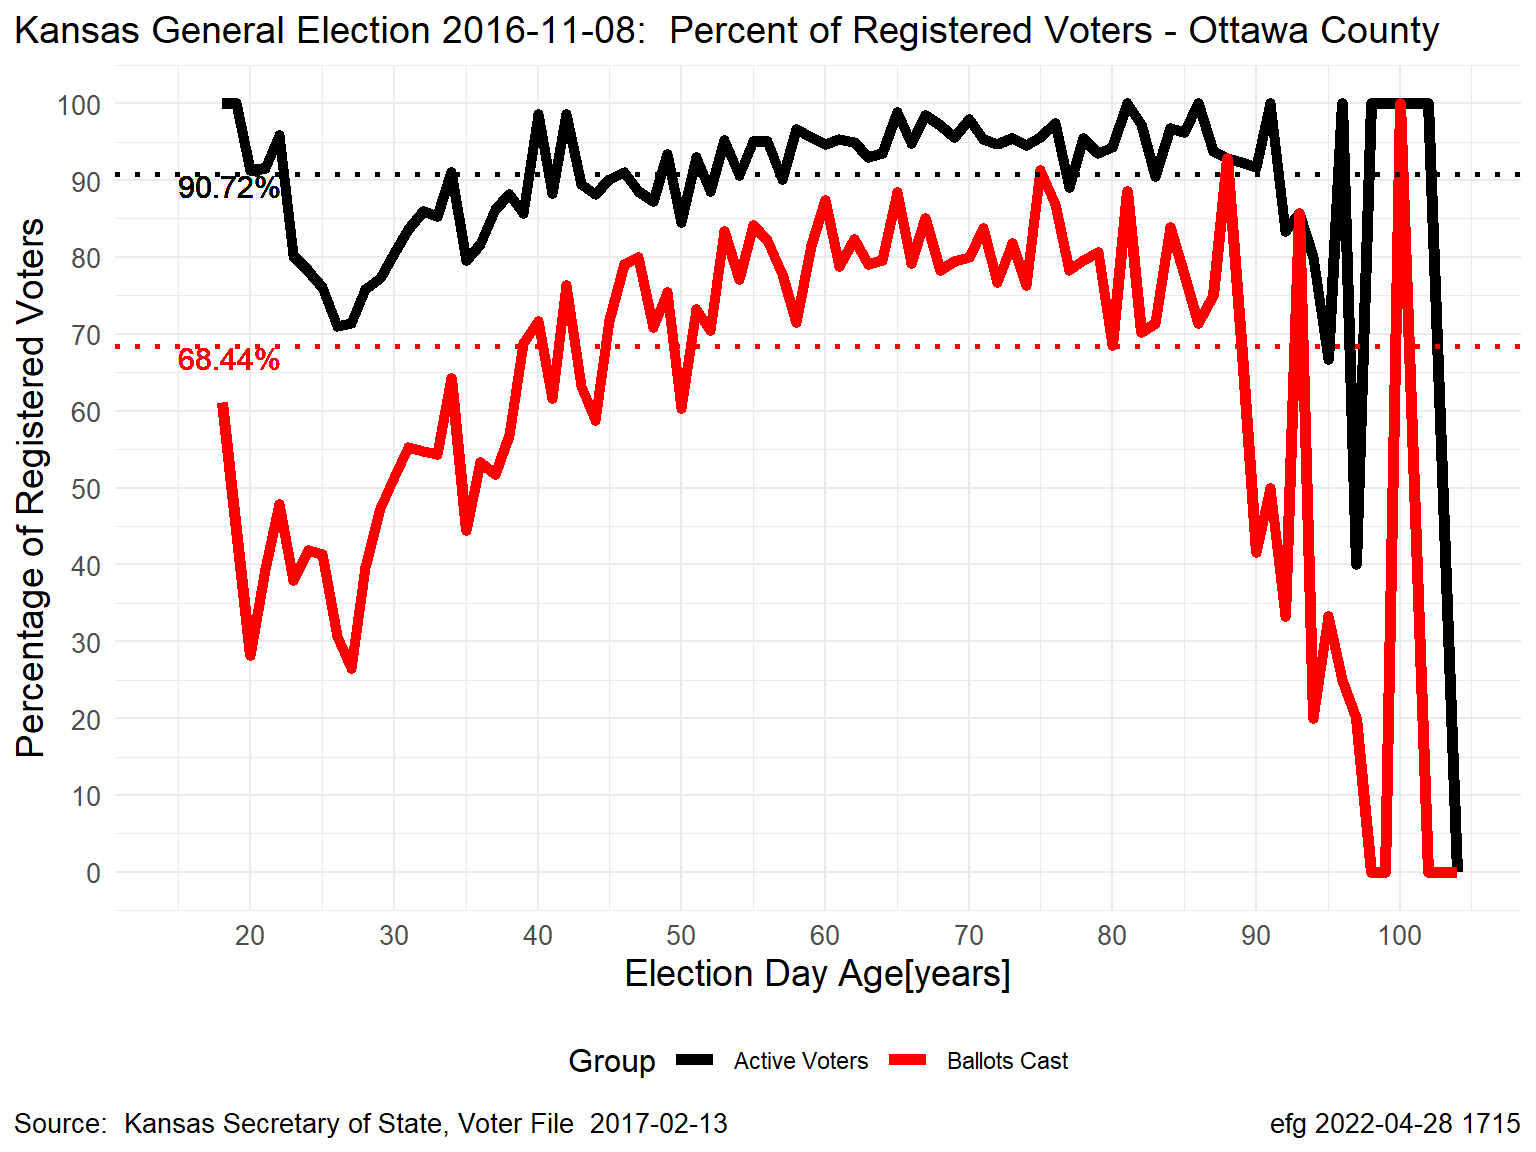 Kansas General Election 2016-11-08:  Percent of Registered Voters - Ottawa County
Percentage of Registered Voters
100
90
80
70
60
50
40
30
20
10
0
90.72%
68.44%
20 30 40 50 60 70 80 90 100
Election Day Age[years]
Group Active Voters Ballots Cast
Source:  Kansas Secretary of State, Voter File  2017-02-13
efg 2022-04-28 1715